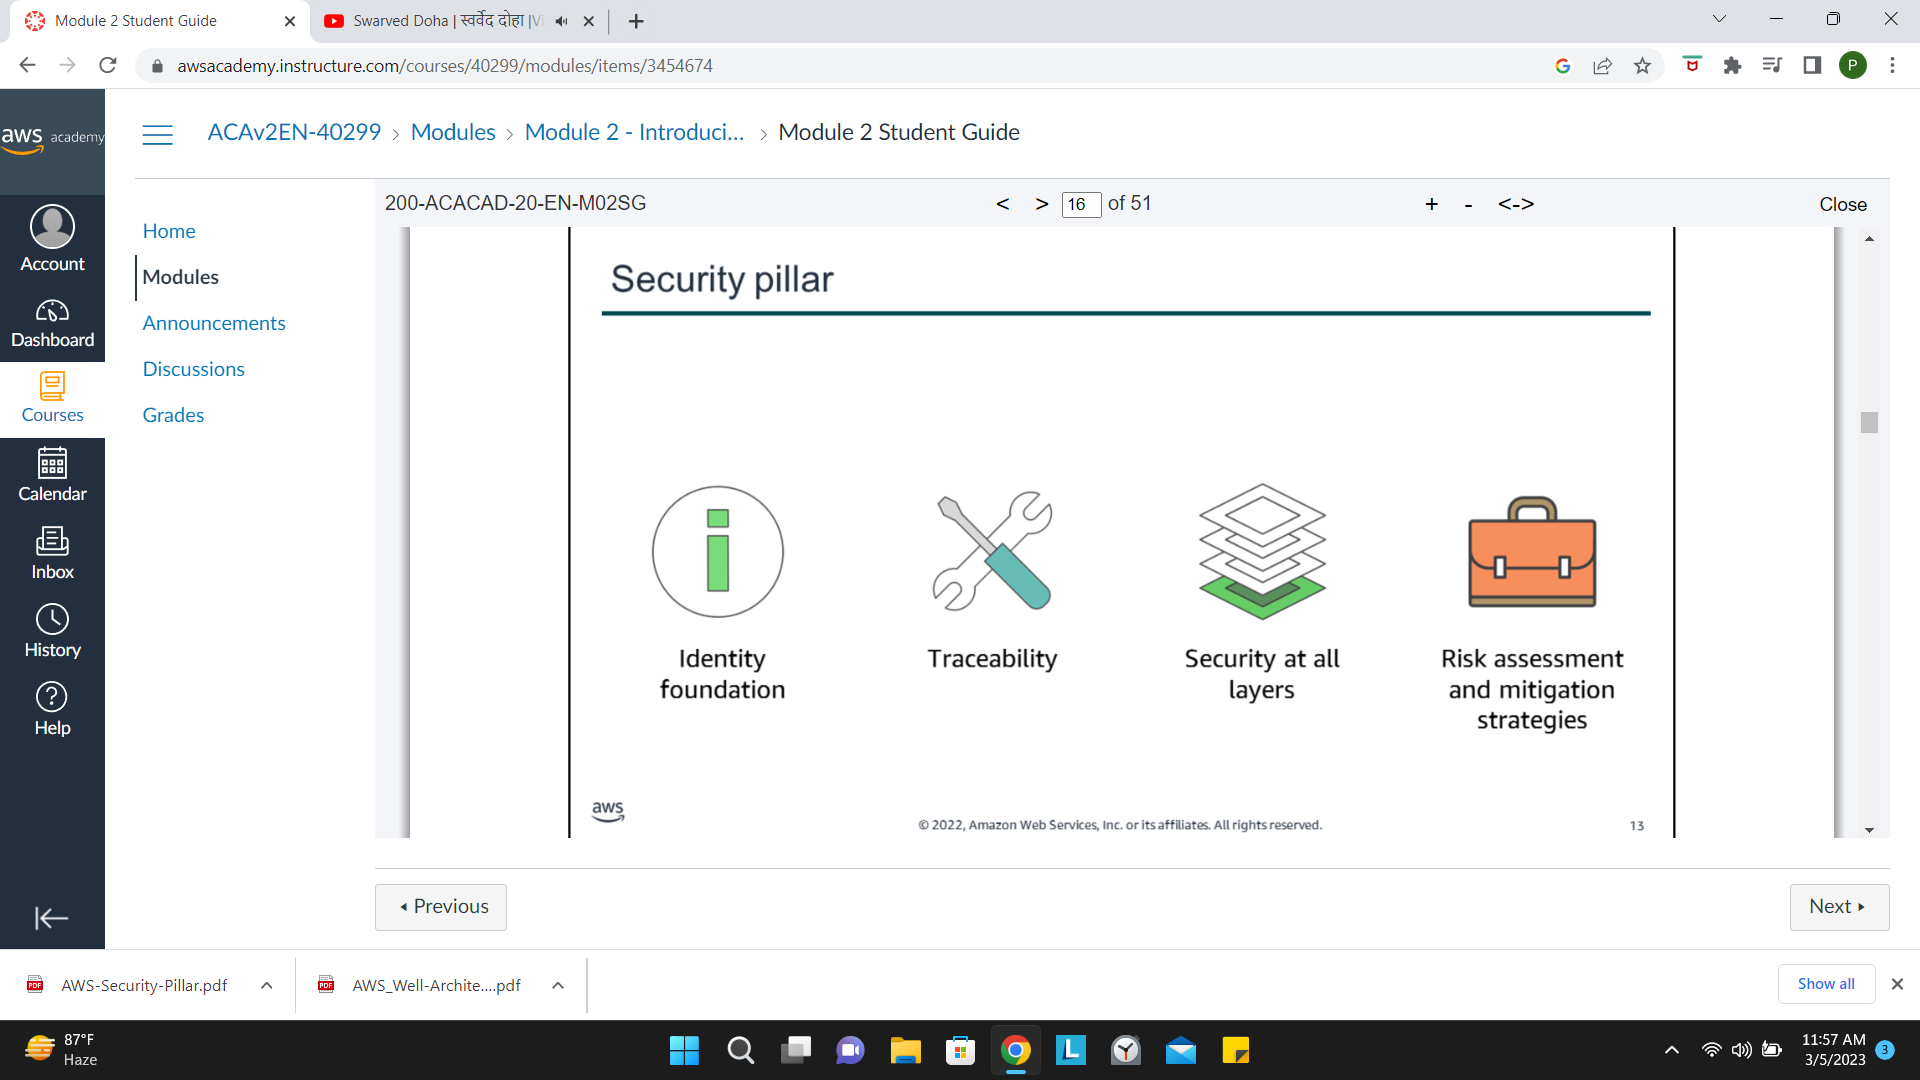 Module 2 Student Guide
Swarved Doha | स्वर्वेद दोहा |Vi
awsacademy.instructure.com/courses/40299/modules/items/3454674
G
P
aws academy
ACAv2EN-40299 › Modules › Module 2 - Introduci... › Module 2 Student Guide
Account
Dashboard
Courses
Calendar
Inbox
History
Help
Home
Modules
Announcements
Discussions
Grades
200-ACACAD-20-EN-M02SG
< > 16 of 51
+ - <->
Close
Security pillar
Identity
foundation
Traceability
Security at all
layers
Risk assessment
and mitigation
strategies
aws
© 2022, Amazon Web Services, Inc. or its affiliates. All rights reserved.
13
Previous
Next
PDF
AWS-Security-Pillar.pdf
PDF
AWS_Well-Archite....pdf
Show all
87°F
Haze
L
11:57 AM
3/5/2023
3